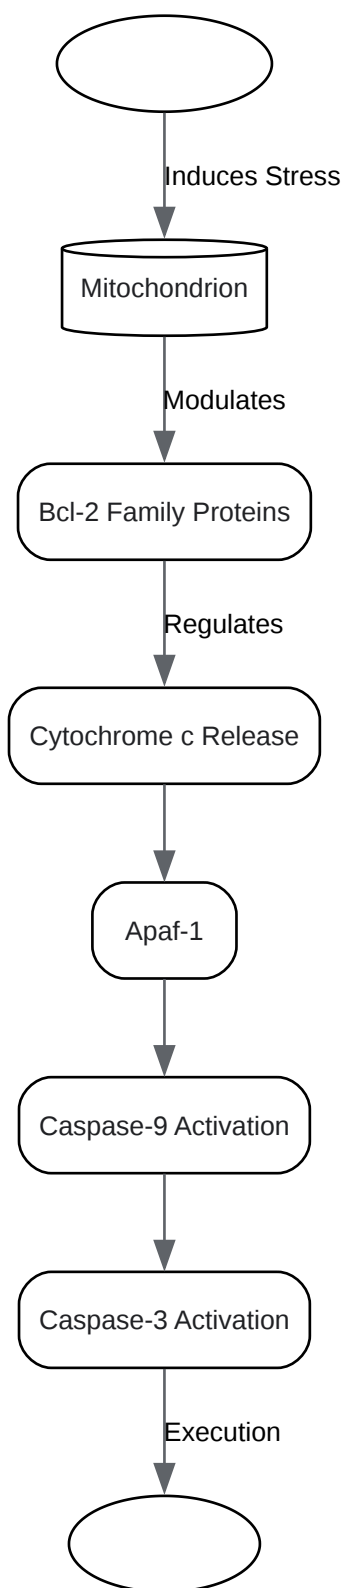 Induces Stress
Mitochondrion
Modulates
Bcl-2 Family Proteins
Regulates
Cytochrome c Release
Apaf-1
Caspase-9 Activation
Caspase-3 Activation
Execution